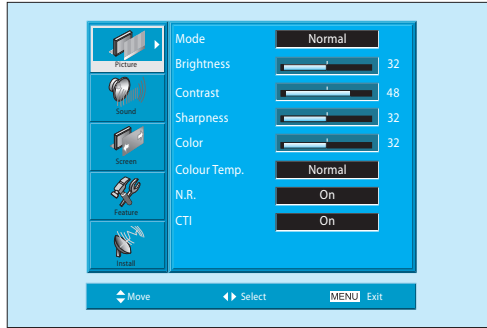 Picture
Sound
Screen
Feature
Install
Mode Normal
Brightness 32
Contrast 48
Sharpness 32
Color 32
Colour Temp. Normal
N.R. On
CTI On
Move Select MENU Exit